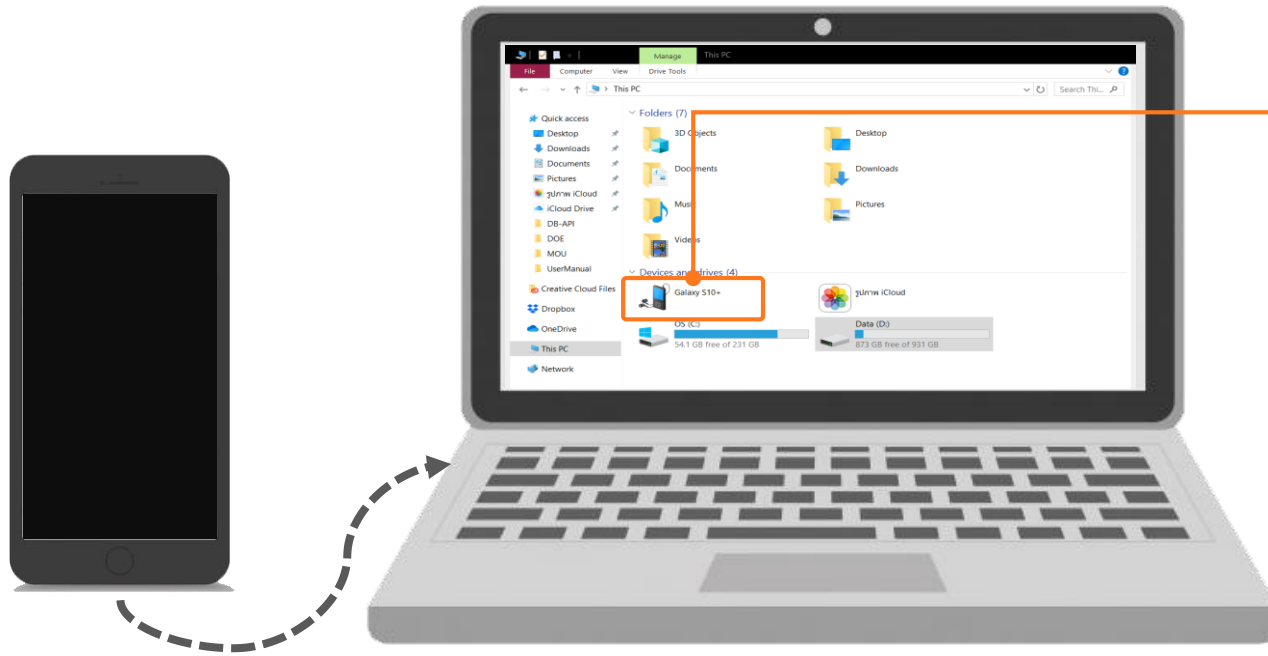 Manage This PC
File Computer View Drive Tools
This PC
Search Thi...
Quick access
Desktop
Downloads
Documents
Pictures
รูปภาพ iCloud
iCloud Drive
DB-API
DOE
MOU
UserManual
Creative Cloud Files
Dropbox
OneDrive
This PC
Network
Folders (7)
3D Objects Desktop
Documents Downloads
Music Pictures
Videos
Devices and drives (4)
Galaxy S10+ รูปภาพ iCloud
OS (C:) Data (D:)
54.1 GB free of 231 GB 873 GB free of 931 GB